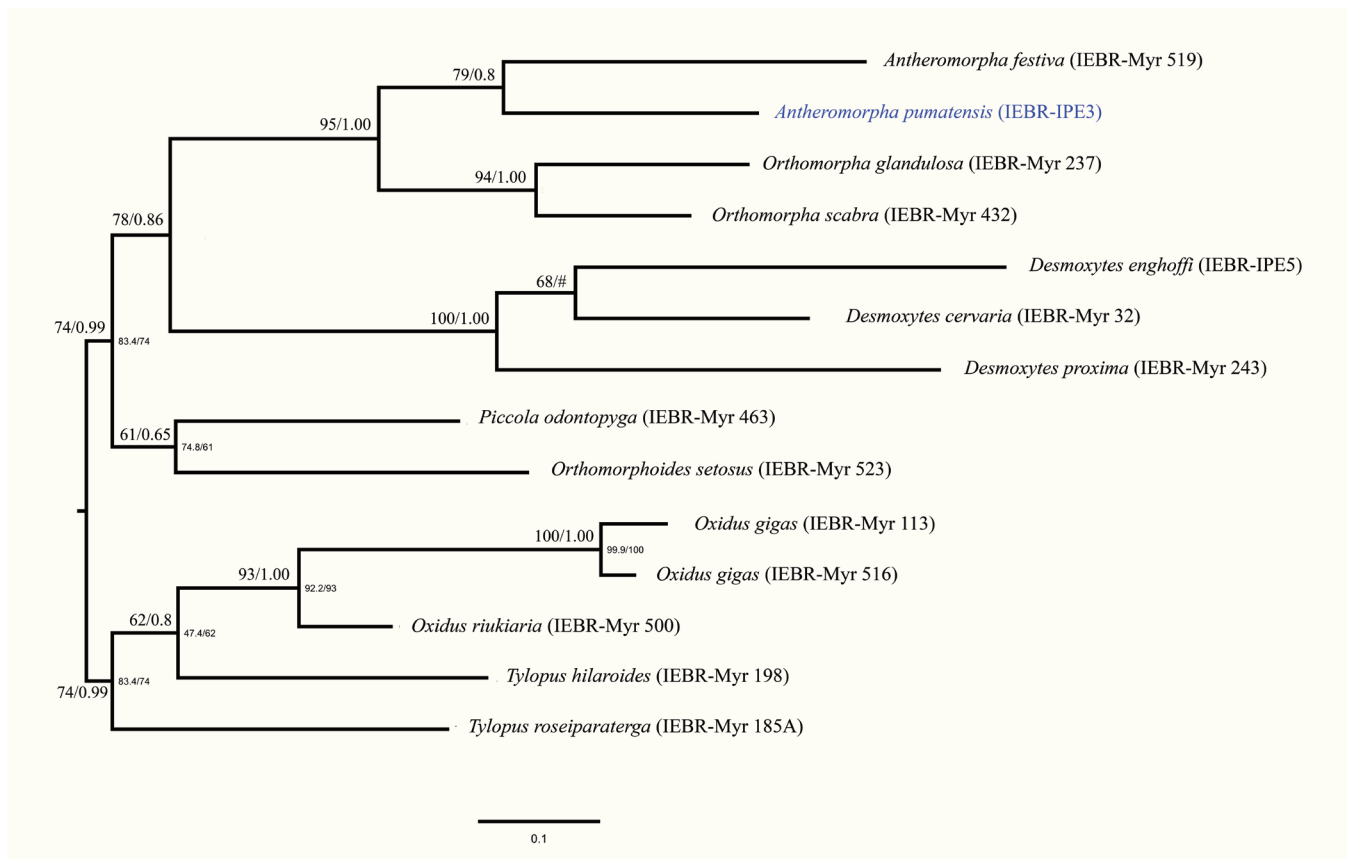 79/0.8
Antheromorpha festiva (IEBR-Myr 519)
Antheromorpha pumatensis (IEBR-IPE3)
95/1.00
Orthomorpha glandulosa (IEBR-Myr 237)
94/1.00
Orthomorpha scabra (IEBR-Myr 432)
78/0.86
Desmoxytes enghoffi (IEBR-IPE5)
68/#
Desmoxytes cervaria (IEBR-Myr 32)
100/1.00
Desmoxytes proxima (IEBR-Myr 243)
74/0.99
83.4/74
Piccola odontopyga (IEBR-Myr 463)
61/0.65
74.8/61
Orthomorphoides setosus (IEBR-Myr 523)
Oxidus gigas (IEBR-Myr 113)
100/1.00
99.9/100
Oxidus gigas (IEBR-Myr 516)
93/1.00
92.2/93
Oxidus riukiaria (IEBR-Myr 500)
62/0.8
47.4/62
Tylopus hilaroides (IEBR-Myr 198)
74/0.99
83.4/74
Tylopus roseiparaterga (IEBR-Myr 185A)
0.1